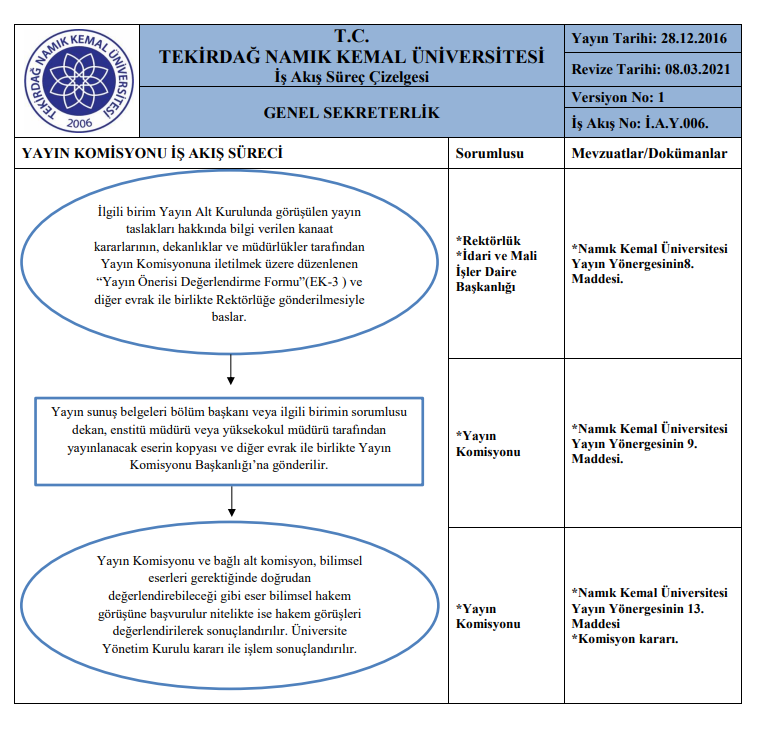 TEKİRDAĞ NAMIK KEMAL ÜNİVERSİTESİ
2006
T.C.
TEKİRDAĞ NAMIK KEMAL ÜNİVERSİTESİ
İş Akış Süreç Çizelgesi
GENEL SEKRETERLİK
Yayın Tarihi: 28.12.2016
Revize Tarihi: 08.03.2021
Versiyon No: 1
İş Akış No: İ.A.Y.006.
YAYIN KOMİSYONU İŞ AKIŞ SÜRECİ
Sorumlusu
Mevzuatlar/Dokümanlar
İlgili birim Yayın Alt Kurulunda görüşülen yayın
taslakları hakkında bilgi verilen kanaat
kararlarının, dekanlıklar ve müdürlükler tarafından
Yayın Komisyonuna iletilmek üzere düzenlenen
“Yayın Önerisi Değerlendirme Formu”(EK-3 ) ve
diğer evrak ile birlikte Rektörlüğe gönderilmesiyle
baslar.
*Rektörlük
*İdari ve Mali
İşler Daire
Başkanlığı
*Namık Kemal Üniversitesi
Yayın Yönergesinin8.
Maddesi.
Yayın sunuş belgeleri bölüm başkanı veya ilgili birimin sorumlusu
dekan, enstitü müdürü veya yüksekokul müdürü tarafından
yayınlanacak eserin kopyası ve diğer evrak ile birlikte Yayın
Komisyonu Başkanlığı’na gönderilir.
*Yayın
Komisyonu
*Namık Kemal Üniversitesi
Yayın Yönergesinin 9.
Maddesi.
Yayın Komisyonu ve bağlı alt komisyon, bilimsel
eserleri gerektiğinde doğrudan
değerlendirebileceği gibi eser bilimsel hakem
görüşüne başvurulur nitelikte ise hakem görüşleri
değerlendirilerek sonuçlandırılır. Üniversite
Yönetim Kurulu kararı ile işlem sonuçlandırılır.
*Yayın
Komisyonu
*Namık Kemal Üniversitesi
Yayın Yönergesinin 13.
Maddesi
*Komisyon kararı.